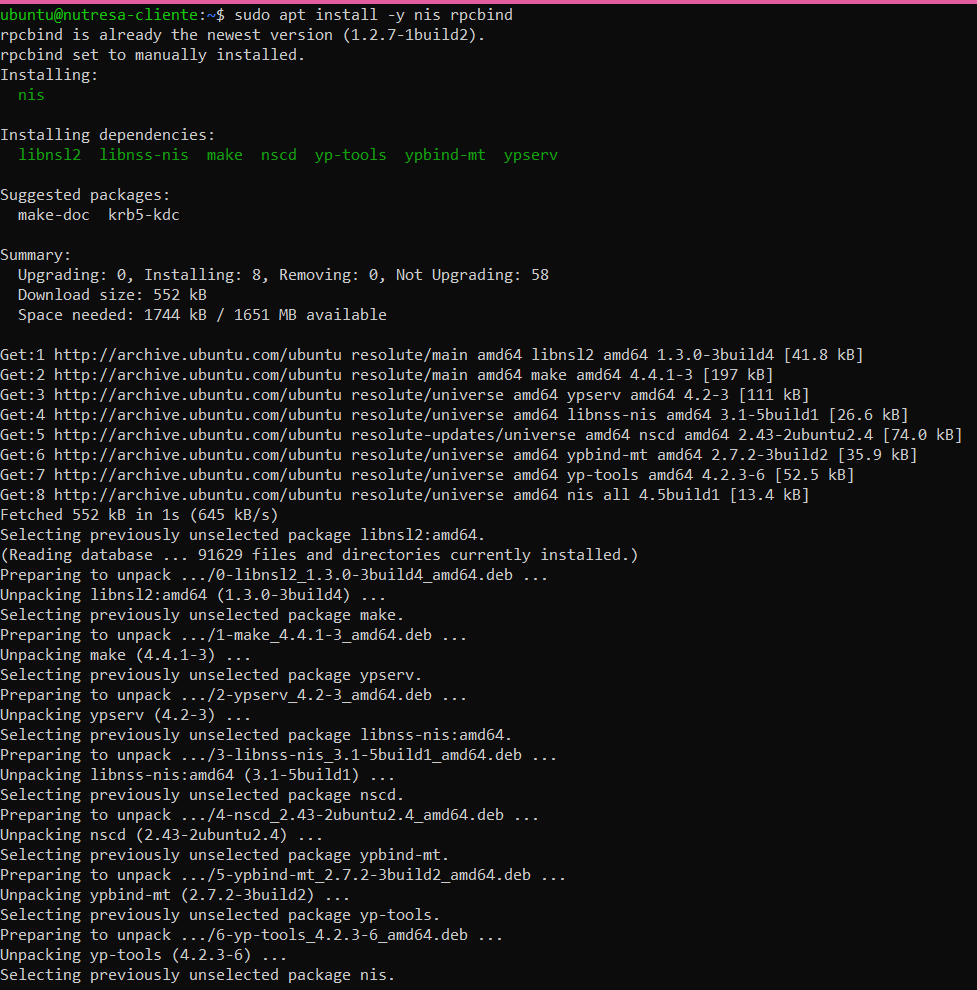 ubuntu@nutresa-cliente:~$ sudo apt install -y nis rpcbind
rpcbind is already the newest version (1.2.7-1build2).
rpcbind set to manually installed.
Installing:
  nis

Installing dependencies:
  libnsl2  libnss-nis  make  nscd  yp-tools  ypbind-mt  ypserv

Suggested packages:
  make-doc  krb5-kdc

Summary:
  Upgrading: 0, Installing: 8, Removing: 0, Not Upgrading: 58
  Download size: 552 kB
  Space needed: 1744 kB / 1651 MB available

Get:1 http://archive.ubuntu.com/ubuntu resolute/main amd64 libnsl2 amd64 1.3.0-3build4 [41.8 kB]
Get:2 http://archive.ubuntu.com/ubuntu resolute/main amd64 make amd64 4.4.1-3 [197 kB]
Get:3 http://archive.ubuntu.com/ubuntu resolute/universe amd64 ypserv amd64 4.2-3 [111 kB]
Get:4 http://archive.ubuntu.com/ubuntu resolute/universe amd64 libnss-nis amd64 3.1-5build1 [26.6 kB]
Get:5 http://archive.ubuntu.com/ubuntu resolute-updates/universe amd64 nscd amd64 2.43-2ubuntu2.4 [74.0 kB]
Get:6 http://archive.ubuntu.com/ubuntu resolute/universe amd64 ypbind-mt amd64 2.7.2-3build2 [35.9 kB]
Get:7 http://archive.ubuntu.com/ubuntu resolute/universe amd64 yp-tools amd64 4.2.3-6 [52.5 kB]
Get:8 http://archive.ubuntu.com/ubuntu resolute/universe amd64 nis all 4.5build1 [13.4 kB]
Fetched 552 kB in 1s (645 kB/s)
Selecting previously unselected package libnsl2:amd64.
(Reading database ... 91629 files and directories currently installed.)
Preparing to unpack .../0-libnsl2_1.3.0-3build4_amd64.deb ...
Unpacking libnsl2:amd64 (1.3.0-3build4) ...
Selecting previously unselected package make.
Preparing to unpack .../1-make_4.4.1-3_amd64.deb ...
Unpacking make (4.4.1-3) ...
Selecting previously unselected package ypserv.
Preparing to unpack .../2-ypserv_4.2-3_amd64.deb ...
Unpacking ypserv (4.2-3) ...
Selecting previously unselected package libnss-nis:amd64.
Preparing to unpack .../3-libnss-nis_3.1-5build1_amd64.deb ...
Unpacking libnss-nis:amd64 (3.1-5build1) ...
Selecting previously unselected package nscd.
Preparing to unpack .../4-nscd_2.43-2ubuntu2.4_amd64.deb ...
Unpacking nscd (2.43-2ubuntu2.4) ...
Selecting previously unselected package ypbind-mt.
Preparing to unpack .../5-ypbind-mt_2.7.2-3build2_amd64.deb ...
Unpacking ypbind-mt (2.7.2-3build2) ...
Selecting previously unselected package yp-tools.
Preparing to unpack .../6-yp-tools_4.2.3-6_amd64.deb ...
Unpacking yp-tools (4.2.3-6) ...
Selecting previously unselected package nis.